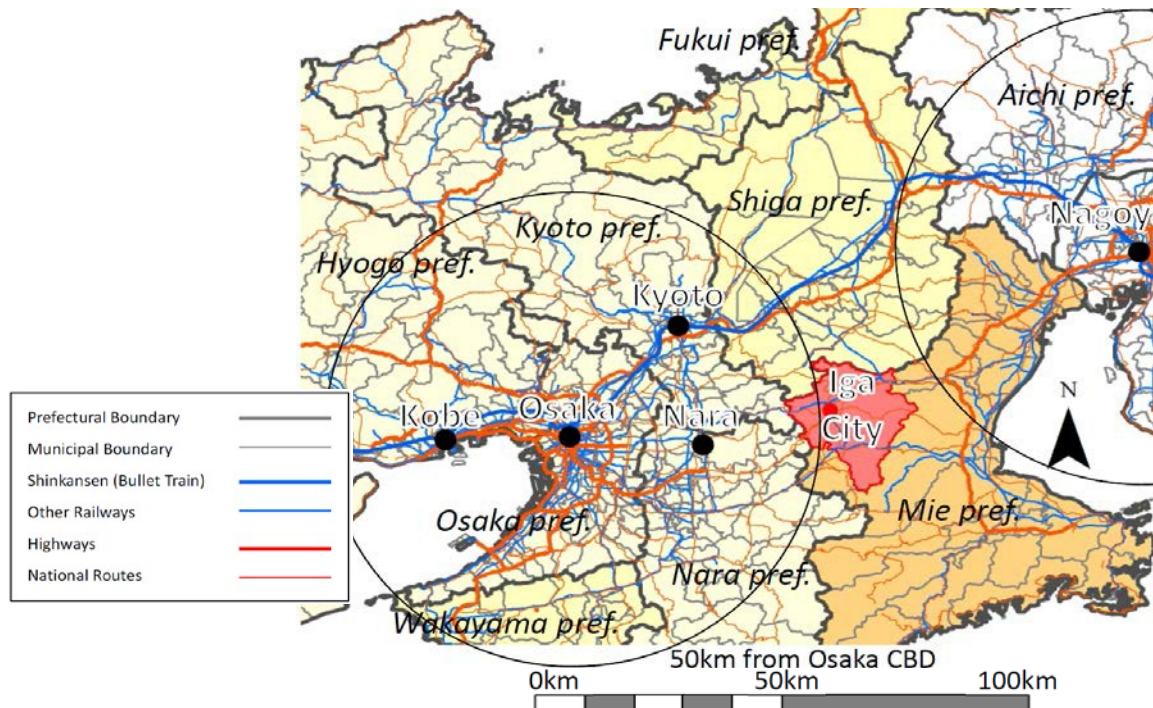 Fukui pref.
Aichi pref.
Shiga pref.
Nagoy
Kyoto pref.
Hyogo pref.
Kyoto
Iga
City
N
Kobe
Osaka
Nara
Prefectural Boundary
Municipal Boundary
Shinkansen (Bullet Train)
Other Railways
Highways
National Routes
Osaka pref.
Mie pref.
Nara pref.
Wakayama pref.
50km from Osaka CBD
0km 50km 100km